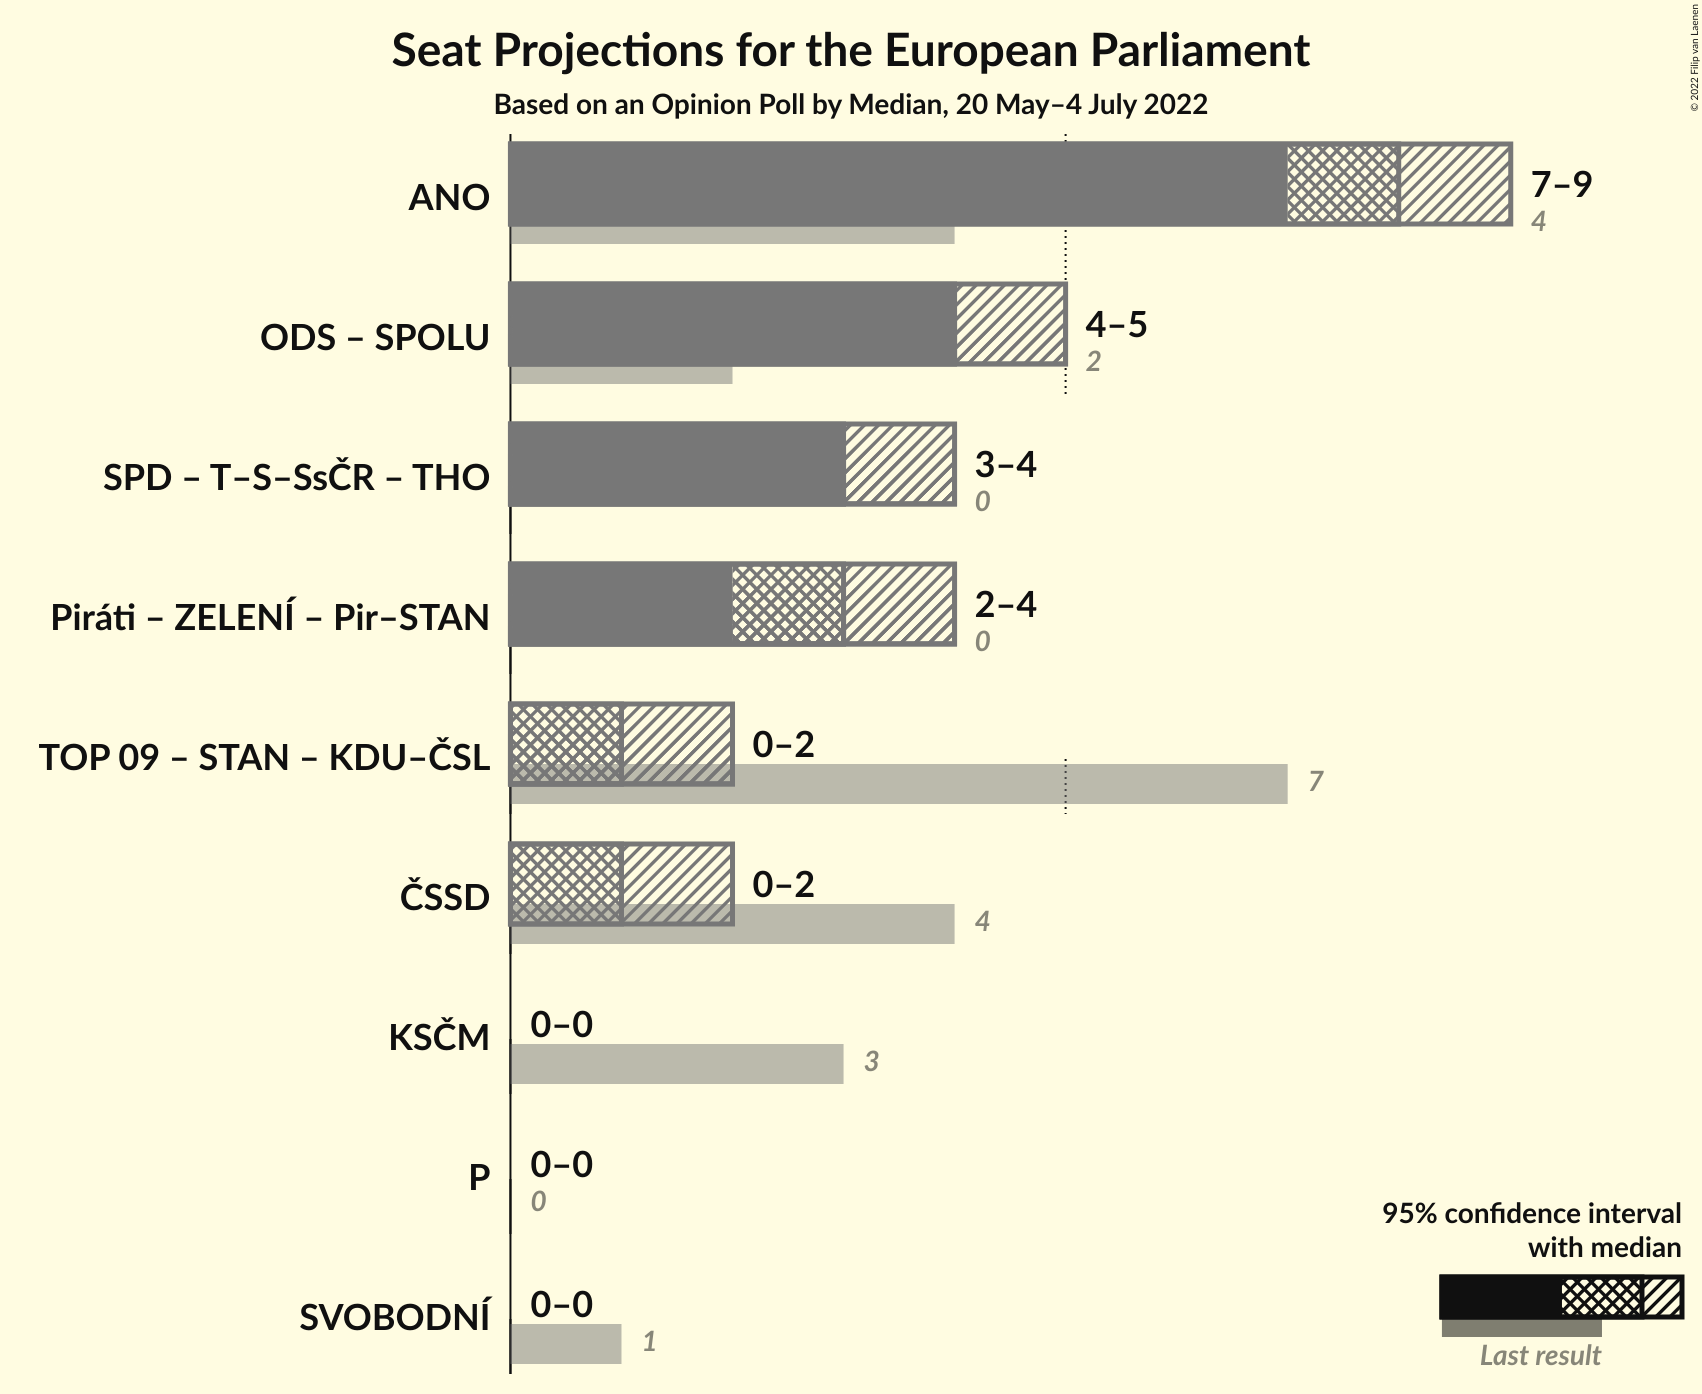 Seat Projections for the European Parliament
Based on an Opinion Poll by Median, 20 May–4 July 2022
© 2022 Filip van Laenen
ANO
7–9
4
ODS – SPOLU
4–5
2
SPD – T–S–SsČR – THO
3–4
0
Piráti – ZELENÍ – Pir–STAN
2–4
0
TOP 09 – STAN – KDU–ČSL
0–2
7
ČSSD
0–2
4
KSČM
0–0
3
P
0–0
0
SVOBODNÍ
0–0
1
95% confidence interval
with median
Last result